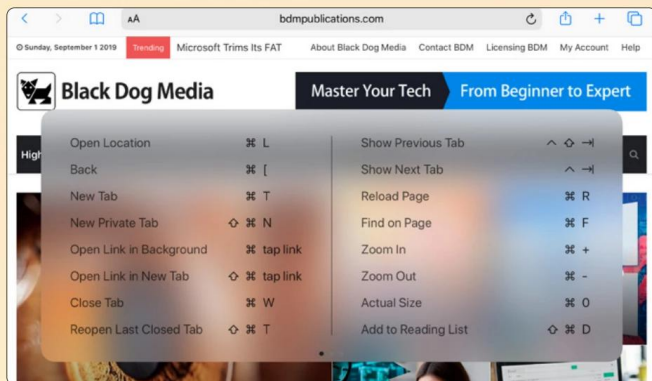 AA bdmpublications.com
Sunday, September 1 2019 Trending Microsoft Trims Its FAT About Black Dog Media Contact BDM Licensing BDM My Account Help
Black Dog Media Master Your Tech From Beginner to Expert
High
Open Location ⌘ L
Back ⌘ [
New Tab ⌘ T
New Private Tab ⇧ ⌘ N
Open Link in Background ⌘ tap link
Open Link in New Tab ⇧ ⌘ tap link
Close Tab ⌘ W
Reopen Last Closed Tab ⇧ ⌘ T
Show Previous Tab ^ ⇧ ⇥
Show Next Tab ^ ⇥
Reload Page ⌘ R
Find on Page ⌘ F
Zoom In ⌘ +
Zoom Out ⌘ -
Actual Size ⌘ 0
Add to Reading List ⇧ ⌘ D